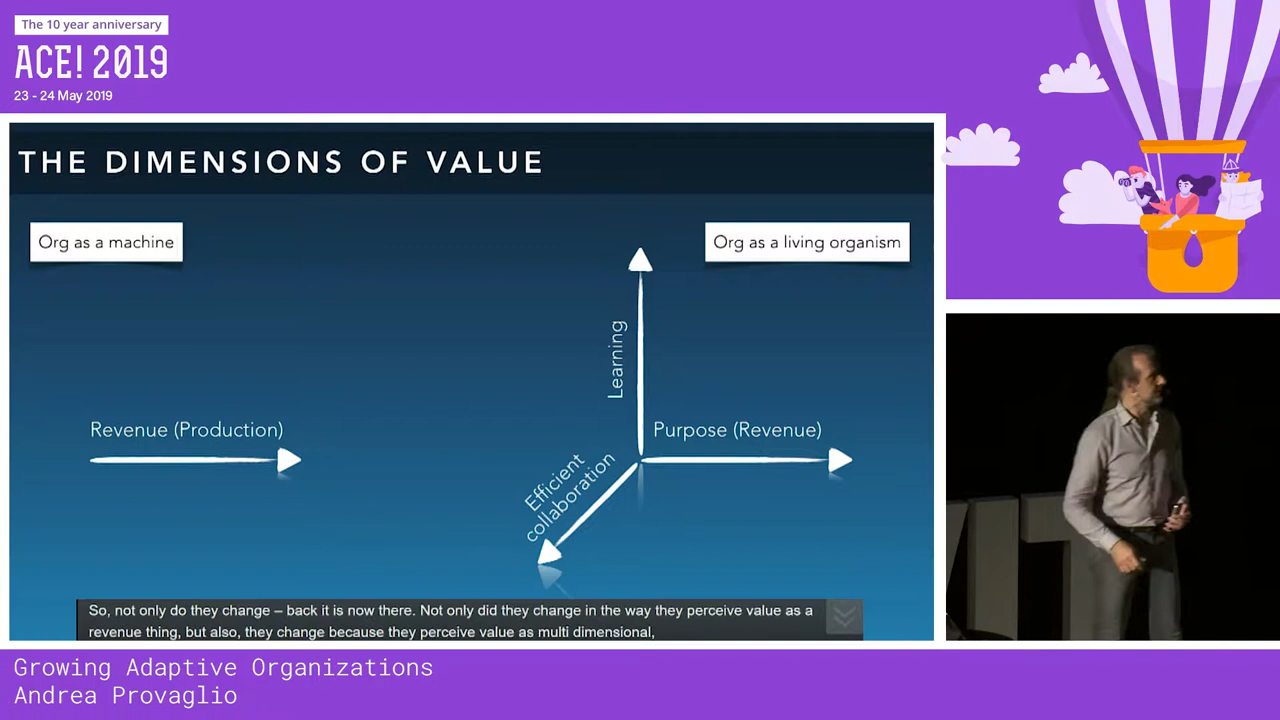 The 10 year anniversary
ACE! 2019
23 - 24 May 2019
THE DIMENSIONS OF VALUE
Org as a machine
Org as a living organism
Learning
Revenue (Production)
Purpose (Revenue)
Efficient
collaboration
So, not only do they change – back it is now there. Not only did they change in the way they perceive value as a
revenue thing, but also, they change because they perceive value as multi dimensional,
Growing Adaptive Organizations
Andrea Provaglio